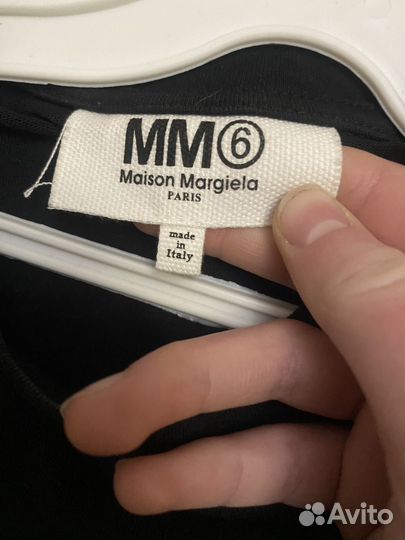 MM⑥
Maison Margiela
PARIS
made
in
Italy
Avito